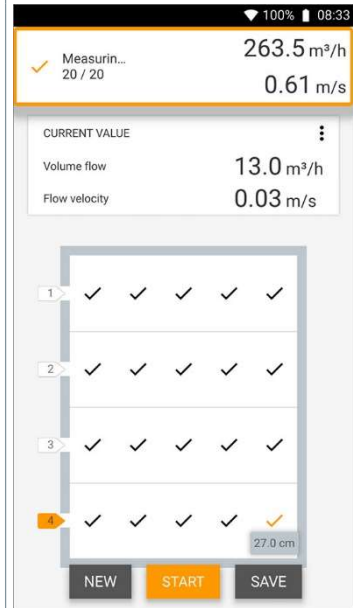 100% 08:33
Measurin... 263.5 m³/h
20 / 20 0.61 m/s
CURRENT VALUE
Volume flow 13.0 m³/h
Flow velocity 0.03 m/s
1
2
3
4
27.0 cm
NEW START SAVE